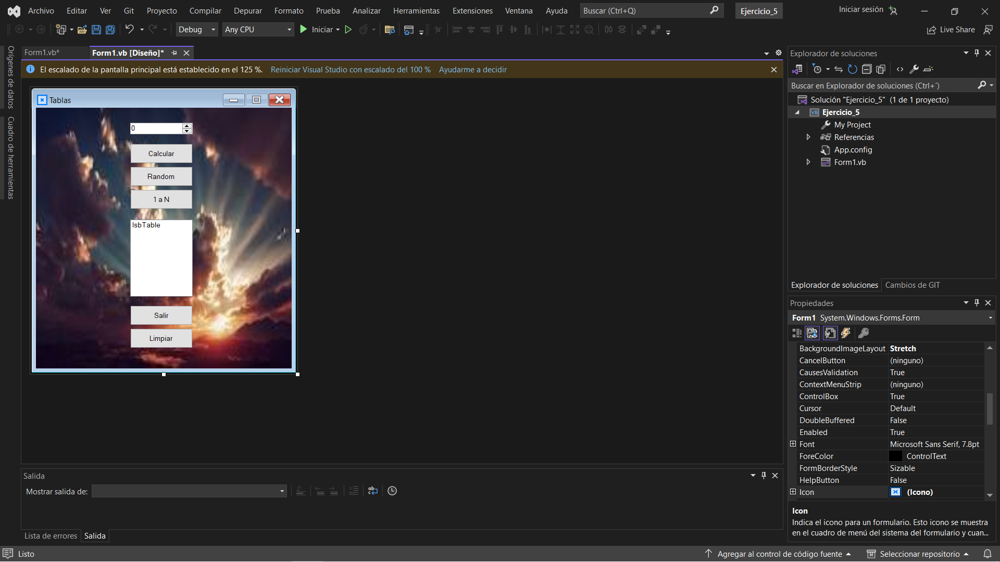 Archivo Editar Ver Git Proyecto Compilar Depurar Formato Prueba Analizar Herramientas Extensiones Ventana Ayuda Buscar (Ctrl+Q) Ejercicio_5 Iniciar sesión
Debug Any CPU Iniciar Live Share
Orígenes de datos
Cuadro de herramientas
Form1.vb* Form1.vb [Diseño]*
El escalado de la pantalla principal está establecido en el 125 %. Reiniciar Visual Studio con escalado del 100 % Ayudarme a decidir
Tablas
0
Calcular
Random
1 a N
lsbTable
Salir
Limpiar
Explorador de soluciones
Buscar en Explorador de soluciones (Ctrl+´)
Solución "Ejercicio_5" (1 de 1 proyecto)
VB Ejercicio_5
My Project
Referencias
App.config
Form1.vb
Explorador de soluciones Cambios de GIT
Propiedades
Form1 System.Windows.Forms.Form
BackgroundImageLayout Stretch
CancelButton (ninguno)
CausesValidation True
ContextMenuStrip (ninguno)
ControlBox True
Cursor Default
DoubleBuffered False
Enabled True
Font Microsoft Sans Serif, 7.8pt
ForeColor ControlText
FormBorderStyle Sizable
HelpButton False
Icon (Icono)
Icon
Indica el icono para un formulario. Esto icono se muestra
en el cuadro de menú del sistema del formulario y cuan...
Salida
Mostrar salida de:
Lista de errores Salida
Listo Agregar al control de código fuente Seleccionar repositorio